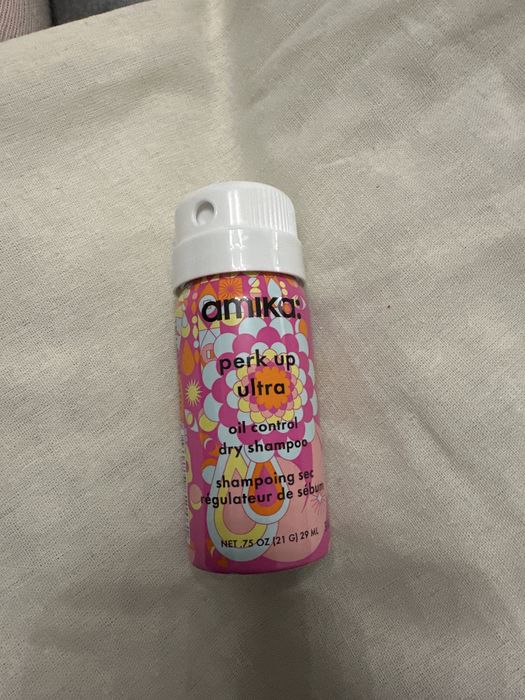 amika:
perk up
ultra
oil control
dry shampoo
shampoing sec
régulateur de sébum
NET .75 OZ (21 G) 29 ML